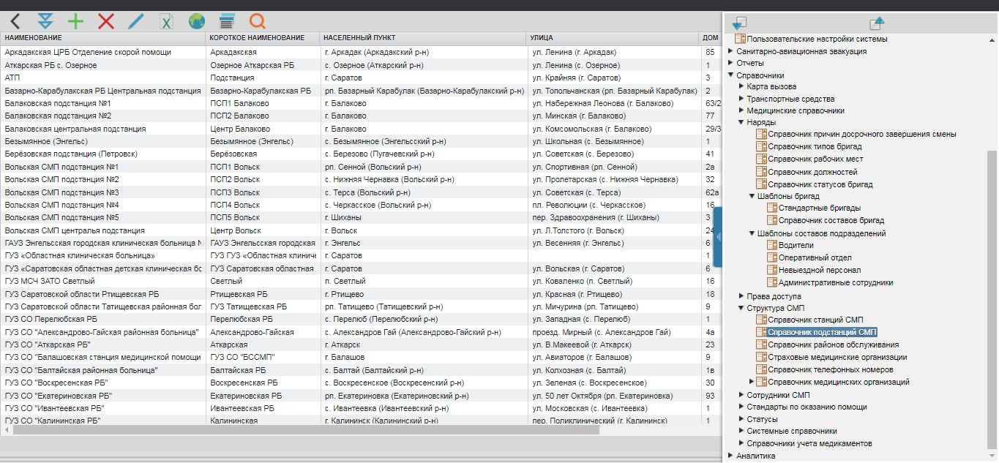 НАИМЕНОВАНИЕ КОРОТКОЕ НАИМЕНОВАНИЕ НАСЕЛЕННЫЙ ПУНКТ УЛИЦА ДОМ
Аркадакская ЦРБ Отделение скорой помощи Аркадакская г. Аркадак (Аркадакский р-н) ул. Ленина (г. Аркадак) 85
Аткарская РБ с. Озерное Озерное Аткарская РБ с. Озерное (Аткарский р-н) ул. Ленина (с. Озерное) 1
АТП Подстанция г. Саратов ул. Крайняя (г. Саратов) 3
Базарно-Карабулакская РБ Центральная подстанция Базарно-Карабулакская РБ рп. Базарный Карабулак (Базарно-Карабулакский р-н) ул. Топольчанская (рп. Базарный Карабулак) 2
Балаковская подстанция №1 ПСП1 Балаково г. Балаково ул. Набережная Леонова (г. Балаково) 63/2
Балаковская подстанция №2 ПСП2 Балаково г. Балаково ул. Минская (г. Балаково) 77
Балаковская центральная подстанция Центр Балаково г. Балаково ул. Комсомольская (г. Балаково) 29/3
Безымянное (Энгельс) Безымянное (Энгельс) с. Безымянное (Энгельсский р-н) ул. Школьная (с. Безымянное) 1
Берёзовская подстанция (Петровск) Берёзовская с. Березово (Пугачевский р-н) ул. Советская (с. Березово) 41
Вольская СМП подстанция №1 ПСП1 Вольск рп. Сенной (Вольский р-н) ул. Спортивная (рп. Сенной) 2а
Вольская СМП подстанция №2 ПСП2 Вольск с. Нижняя Чернавка (Вольский р-н) ул. Пролетарская (с. Нижняя Чернавка) 32
Вольская СМП подстанция №3 ПСП3 Вольск с. Терса (Вольский р-н) ул. Советская (с. Терса) 62а
Вольская СМП подстанция №4 ПСП4 Вольск с. Черкасское (Вольский р-н) пл. Революции (с. Черкасское) 16
Вольская СМП подстанция №5 ПСП5 Вольск г. Шиханы пер. Здравоохранения (г. Шиханы) 3
Вольская СМП централья подстанция Центр Вольск г. Вольск ул. Л.Толстого (г. Вольск) 24
ГАУЗ Энгельсская городская клиническая больница ГАУЗ Энгельсская городская г. Энгельс ул. Весенняя (г. Энгельс) 6
ГУЗ «Областная клиническая больница» ГУЗ ГУЗ «Областная клиниче г. Саратов 1
ГУЗ «Саратовская областная детская клиническая бо ГУЗ Саратовская областная г. Саратов ул. Вольская (г. Саратов) 6
ГУЗ МСЧ ЗАТО Светлый Светлый п. Светлый ул. Коваленко (п. Светлый) 16
ГУЗ Саратовской области Ртищевская РБ Ртищевская РБ г. Ртищево ул. Красная (г. Ртищево) 18
ГУЗ Саратовской области Татищевская районная бол ГУЗ Татищевская РБ рп. Татищево (Татищевский р-н) ул. Мичурина (рп. Татищево) 9
ГУЗ СО Перелюбская РБ Перелюбская РБ с. Перелюб (Перелюбский р-н) ул. Западная (с. Перелюб) 1
ГУЗ СО "Александрово-Гайская районная больница" Александрово-Гайская с. Александров Гай (Александрово-Гайский р-н) проезд. Мирный (с. Александров Гай) 4а
ГУЗ СО "Аткарская РБ" Аткарская г. Аткарск ул. В.Макеевой (г. Аткарск) 23
ГУЗ СО "Балашовская станция медицинской помощи ГУЗ СО "БССМП" г. Балашов ул. Авиаторов (г. Балашов) 9
ГУЗ СО "Балтайская районная больница" Балтайская РБ с. Балтай (Балтайский р-н) ул. Колхозная (с. Балтай) 1в
ГУЗ СО "Воскресенская РБ" Воскресенская РБ с. Воскресенское (Воскресенский р-н) ул. Зеленая (с. Воскресенское) 30
ГУЗ СО "Екатериновская РБ" Екатериновская РБ рп. Екатериновка (Екатериновский р-н) ул. 50 лет Октября (рп. Екатериновка) 93
ГУЗ СО "Ивантеевская РБ" Ивантеевская РБ с. Ивантеевка (Ивантеевский р-н) ул. Московская (с. Ивантеевка) 1
ГУЗ СО "Калининская РБ" Калининская г. Калининск (Калининский р-н) пер. Поликлинический (г. Калининск) 1
Пользовательские настройки системы
Санитарно-авиационная эвакуация
Отчеты
Справочники
Карта вызова
Транспортные средства
Медицинские справочники
Наряды
Справочник причин досрочного завершения смены
Справочник типов бригад
Справочник рабочих мест
Справочник должностей
Справочник статусов бригад
Шаблоны бригад
Стандартные бригады
Справочник составов бригад
Шаблоны составов подразделений
Водители
Оперативный отдел
Невыездной персонал
Административные сотрудники
Права доступа
Структура СМП
Справочник станций СМП
Справочник подстанций СМП
Справочник районов обслуживания
Страховые медицинские организации
Справочник телефонных номеров
Справочник медицинских организаций
Сотрудники СМП
Стандарты по оказанию помощи
Статусы
Системные справочники
Справочники учета медикаментов
Аналитика